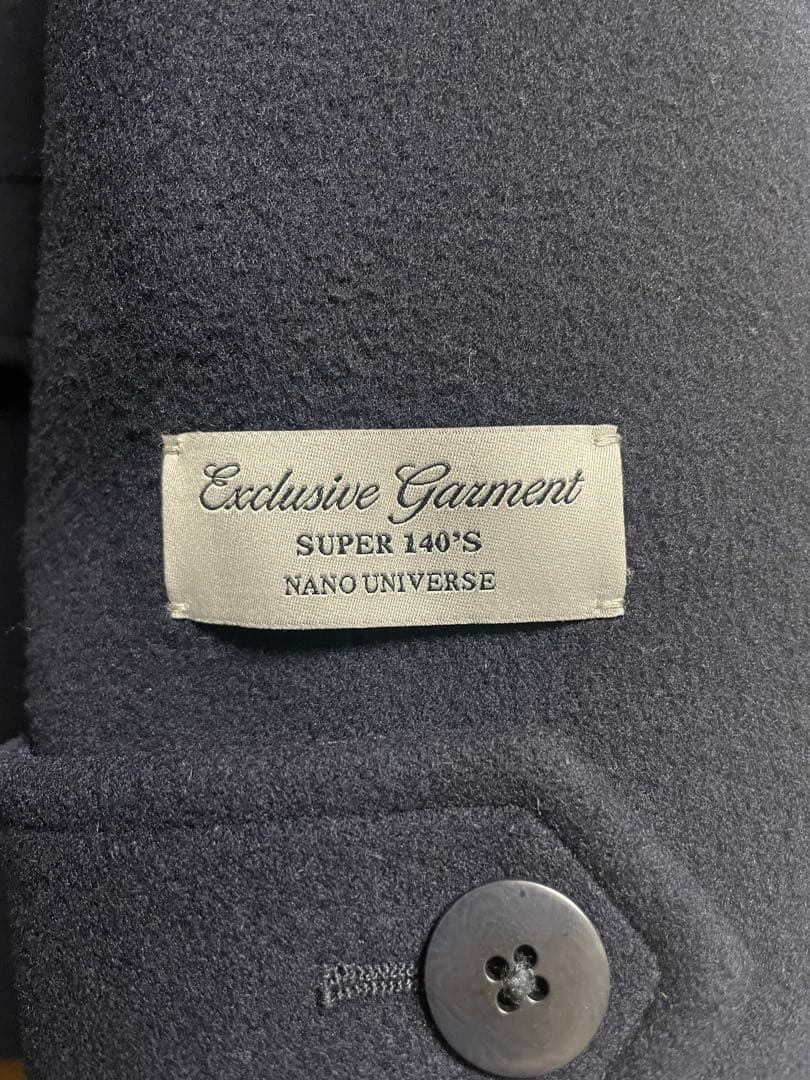 Exclusive Garment
SUPER 140'S
NANO UNIVERSE